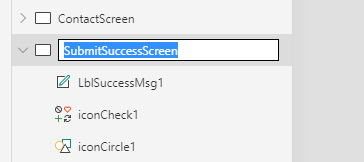 ContactScreen
SubmitSuccessScreen
LblSuccessMsg1
iconCheck1
iconCircle1